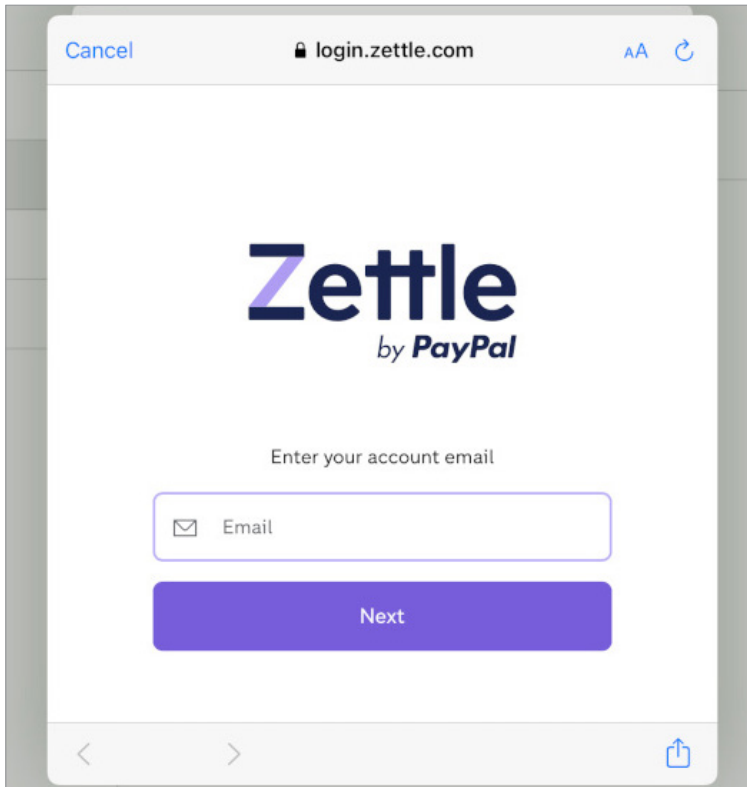 Cancel login.zettle.com AA
Zettle
by PayPal
Enter your account email
Email
Next